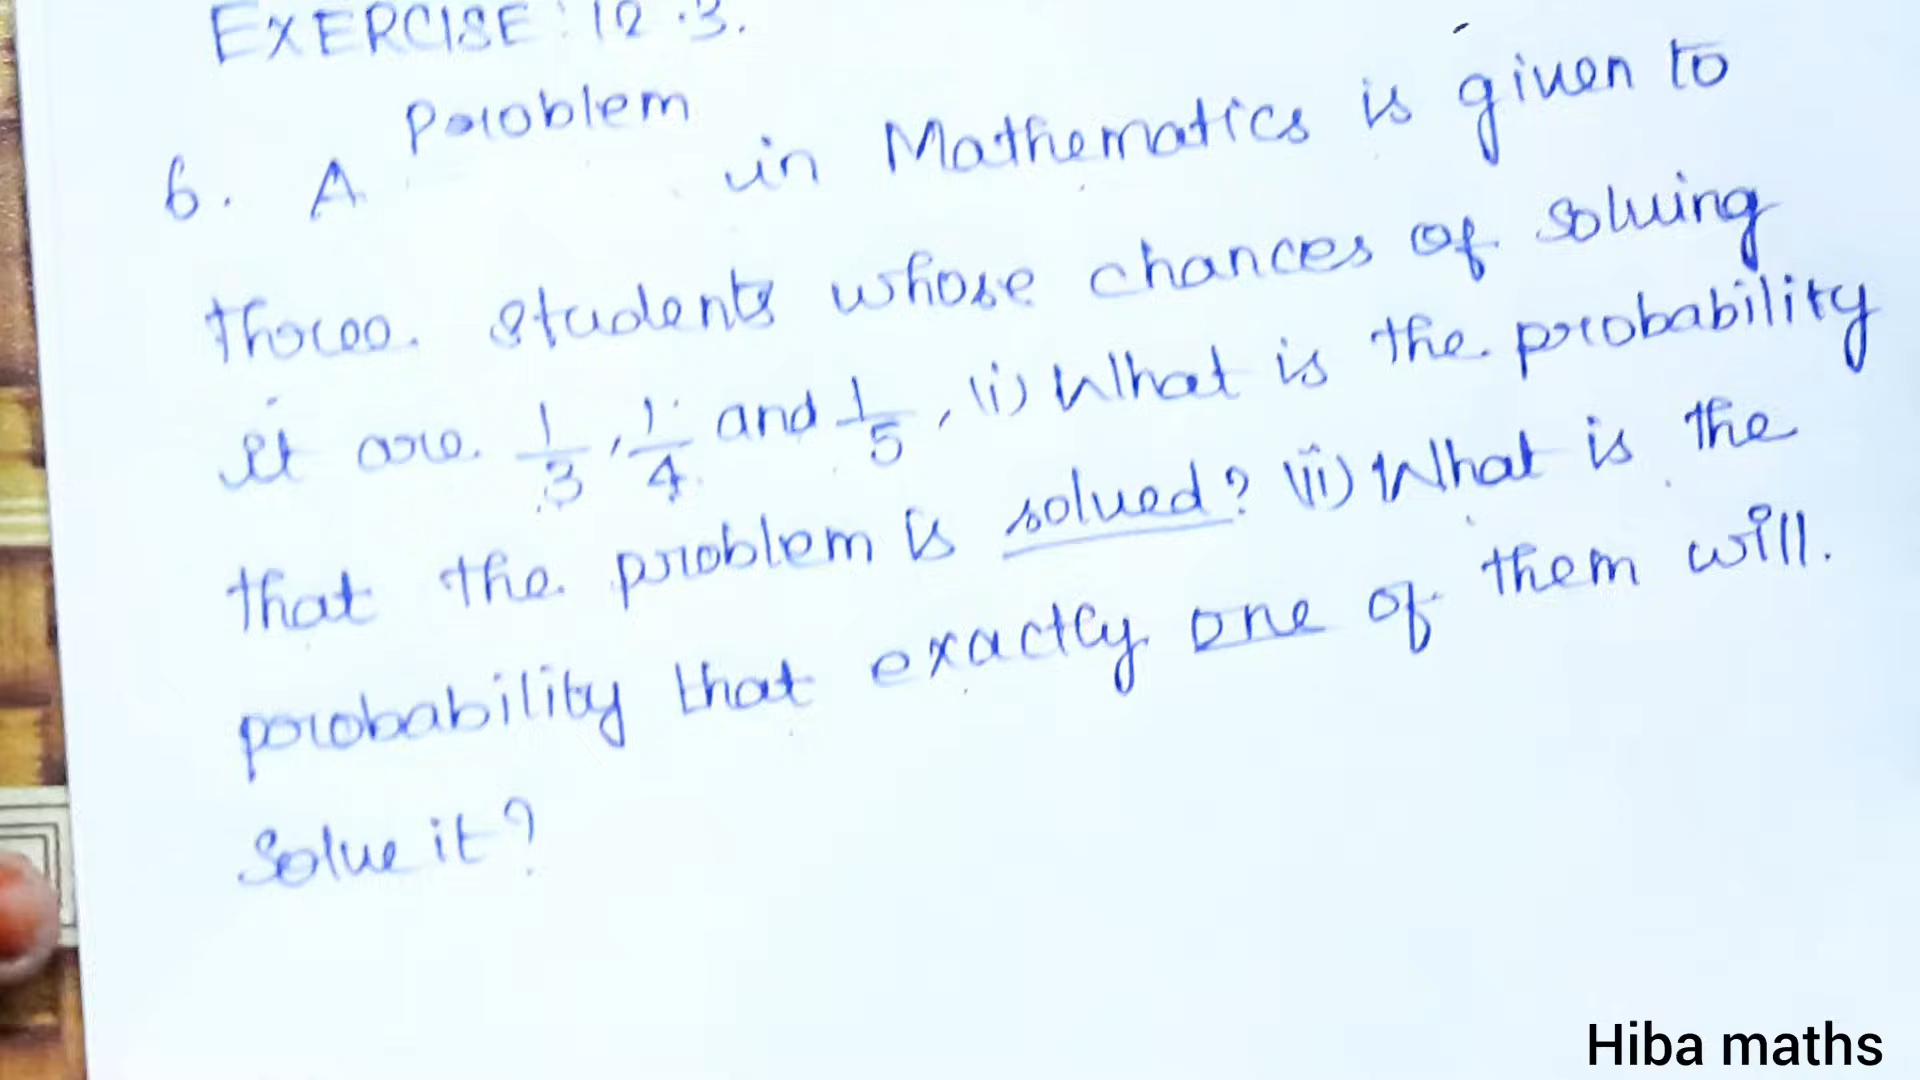 EXERCISE: 12.3.
6. A Problem in Mathematics is given to
three students whose chances of solving
it are 1/3, 1/4 and 1/5, (i) What is the probability
that the problem is solved? (ii) What is the
probability that exactly one of them will.
Solve it?
Hiba maths